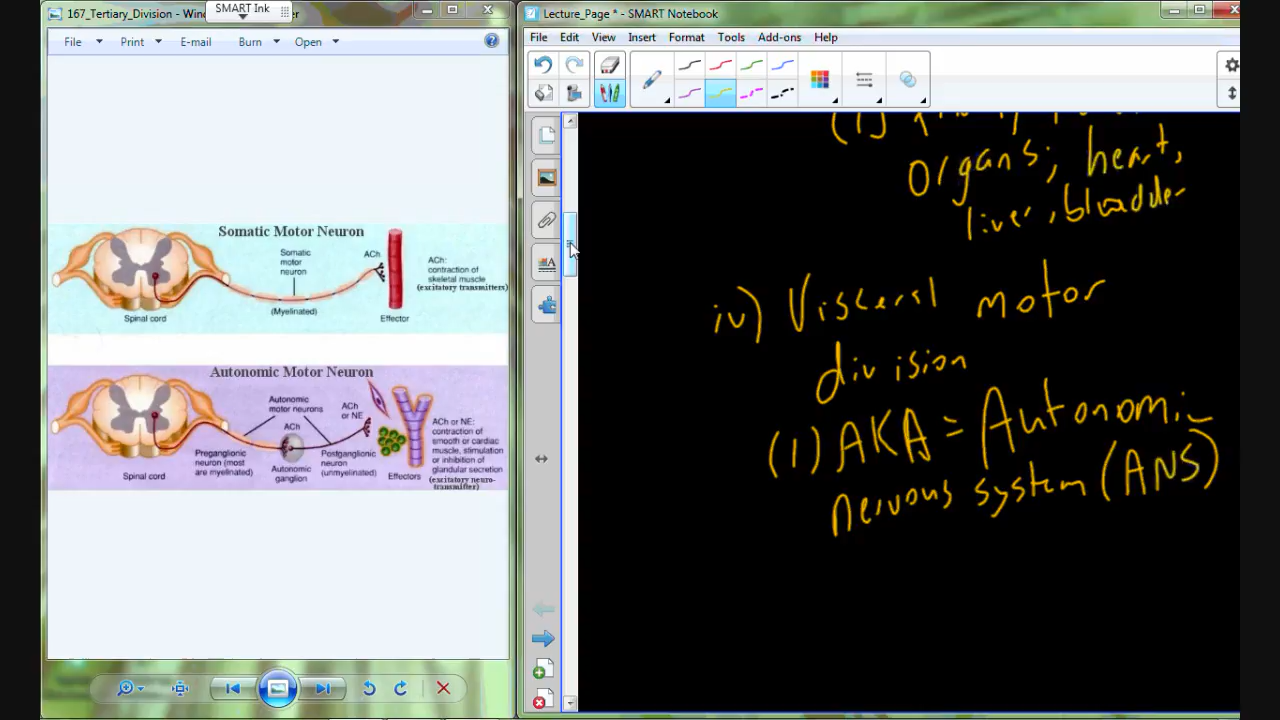 167_Tertiary_Division - Win
SMART Ink
er
File Print E-mail Burn Open
Somatic Motor Neuron
Somatic
motor
neuron
ACh
ACh:
contraction of
skeletal muscle
(excitatory transmitters)
(Myelinated)
Spinal cord
Effector
Autonomic Motor Neuron
Autonomic
motor neurons
ACh
or NE
ACh
ACh or NE:
contraction of
smooth or cardiac
muscle, stimulation
or inhibition of
glandular secretion
(excitatory neuro-
transmitter)
Preganglionic
neuron (most
are myelinated)
Postganglionic
neuron
(unmyelinated)
Spinal cord
Autonomic
ganglion
Effectors
Lecture_Page * - SMART Notebook
File Edit View Insert Format Tools Add-ons Help
(1)
organs; heart,
liver, bladder
iv) Visceral motor
division
(1) AKA = Autonomic
nervous system (ANS)